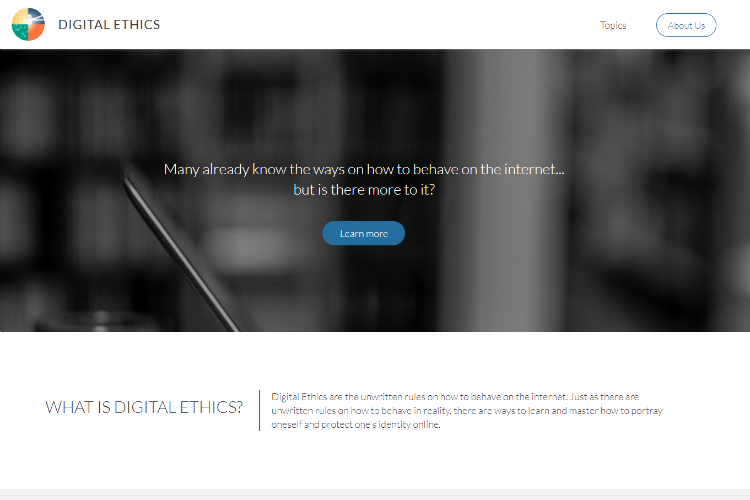 DIGITAL ETHICS
Topics
About Us
Many already know the ways on how to behave on the internet...
but is there more to it?
Learn more
WHAT IS DIGITAL ETHICS?
Digital Ethics are the unwritten rules on how to behave on the internet. Just as there are
unwritten rules on how to behave in reality, there are ways to learn and master how to portray
oneself and protect one's identity online.